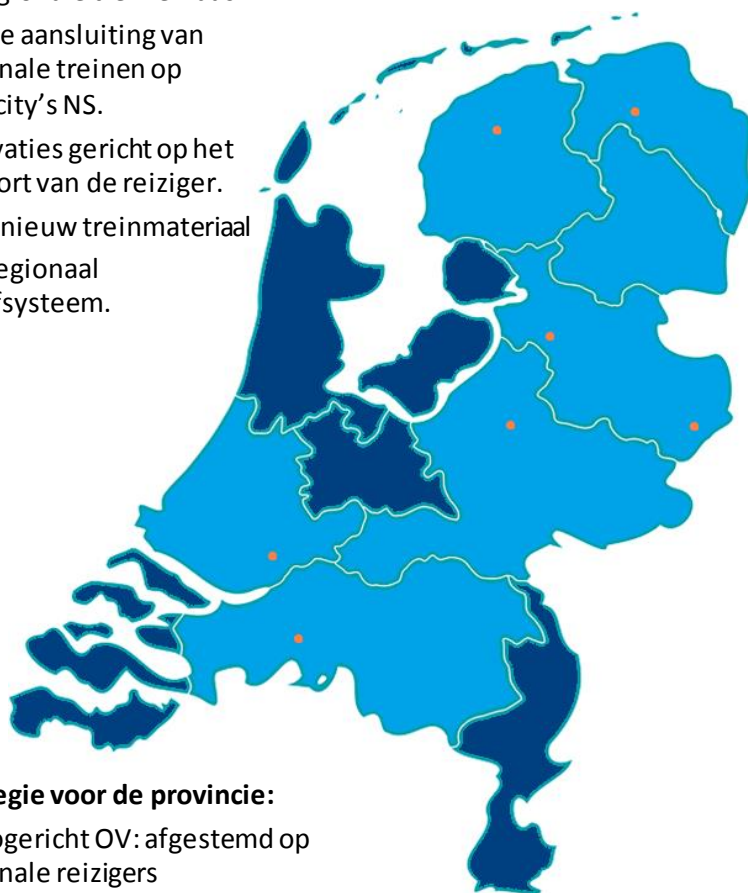 e aansluiting van
nale treinen op
city's NS.
vaties gericht op het
ort van de reiziger.
nieuw treinmateriaal
egionaal
fsysteem.
egie voor de provincie:
ogericht OV: afgestemd op
nale reizigers